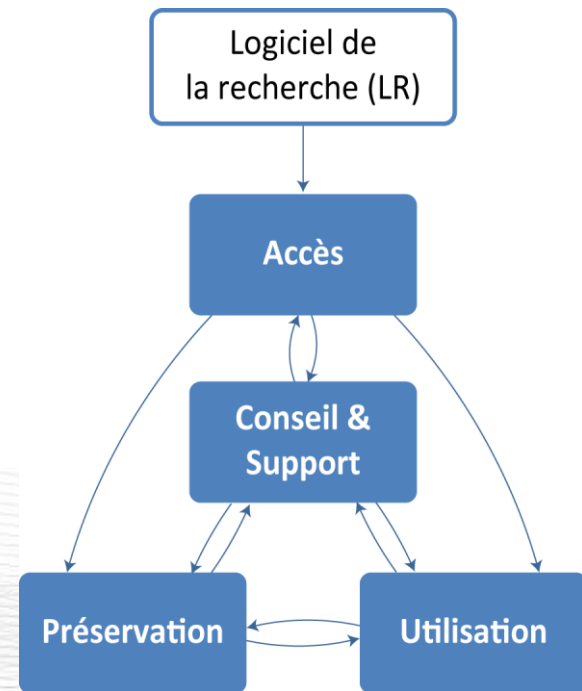 Logiciel de
la recherche (LR)
Accès
Conseil &
Support
Préservation
Utilisation